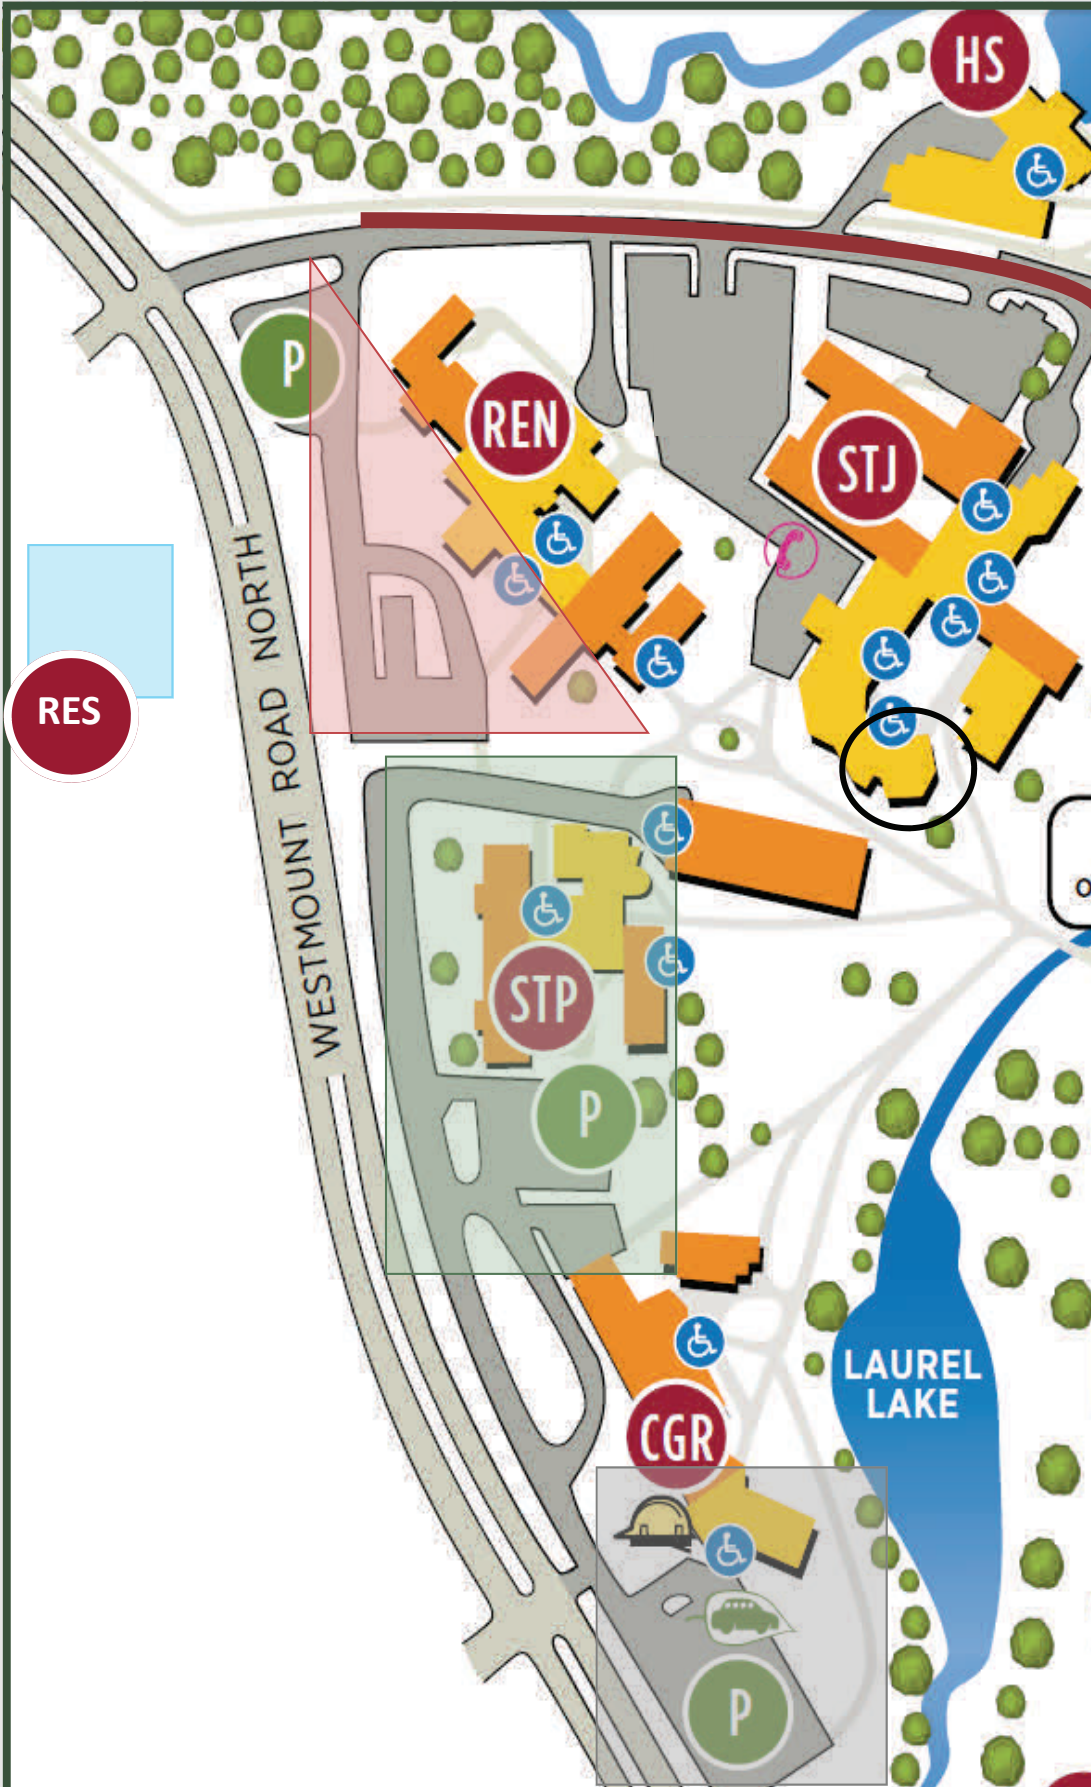 HS
P
REN
STJ
RES
WESTMOUNT ROAD NORTH
o
STP
P
LAUREL
LAKE
CGR
P